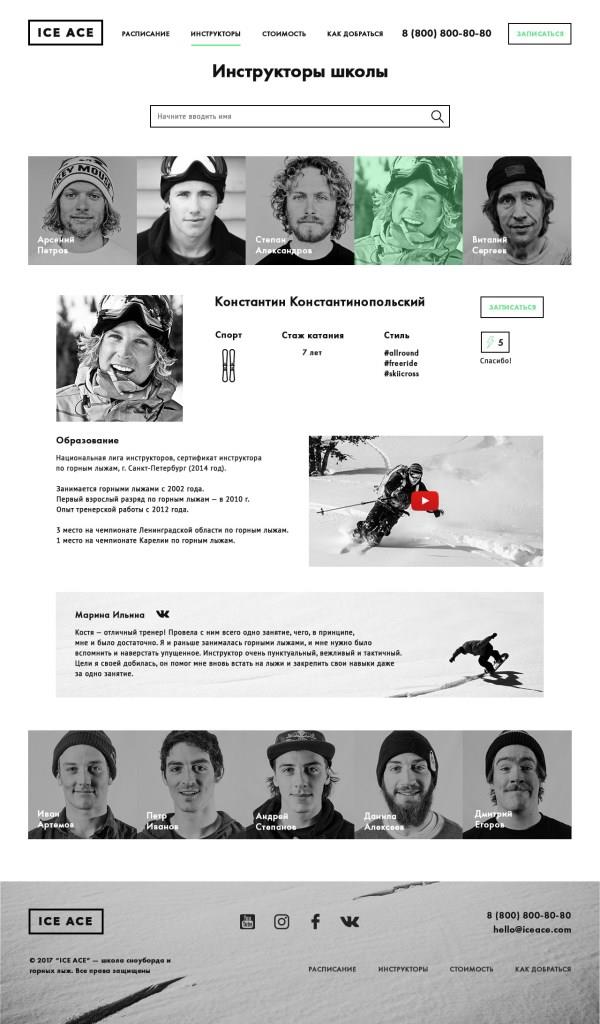 ICE ACE
РАСПИСАНИЕ ИНСТРУКТОРЫ СТОИМОСТЬ КАК ДОБРАТЬСЯ 8 (800) 800-80-80 ЗАПИСАТЬСЯ
Инструкторы школы
Начните вводить имя
Арсений
Петров
Степан
Александров
Виталий
Сергеев
Константин Константинопольский
ЗАПИСАТЬСЯ
Спорт
Стаж катания
7 лет
Стиль
#allround
#freeride
#skiicross
5
Спасибо!
Образование
Национальная лига инструкторов, сертификат инструктора
по горным лыжам, г. Санкт-Петербург (2014 год).
Занимается горными лыжами с 2002 года.
Первый взрослый разряд по горным лыжам — в 2010 г.
Опыт тренерской работы с 2012 года.
3 место на чемпионате Ленинградской области по горным лыжам.
1 место на чемпионате Карелии по горным лыжам.
Марина Ильина
Костя — отличный тренер! Провела с ним всего одно занятие, чего, в принципе,
мне и было достаточно. Я и раньше занималась горными лыжами, и мне нужно было
вспомнить и наверстать упущенное. Инструктор очень пунктуальный, вежливый и тактичный.
Цели я своей добилась, он помог мне вновь встать на лыжи и закрепить свои навыки даже
за одно занятие.
Иван
Артемов
Петр
Иванов
Андрей
Степанов
Данила
Алексеев
Дмитрий
Егоров
ICE ACE
You
Tube
8 (800) 800-80-80
hello@iceace.com
© 2017 "ICE ACE" — школа сноуборда и
горных лыж. Все права защищены
РАСПИСАНИЕ ИНСТРУКТОРЫ СТОИМОСТЬ КАК ДОБРАТЬСЯ